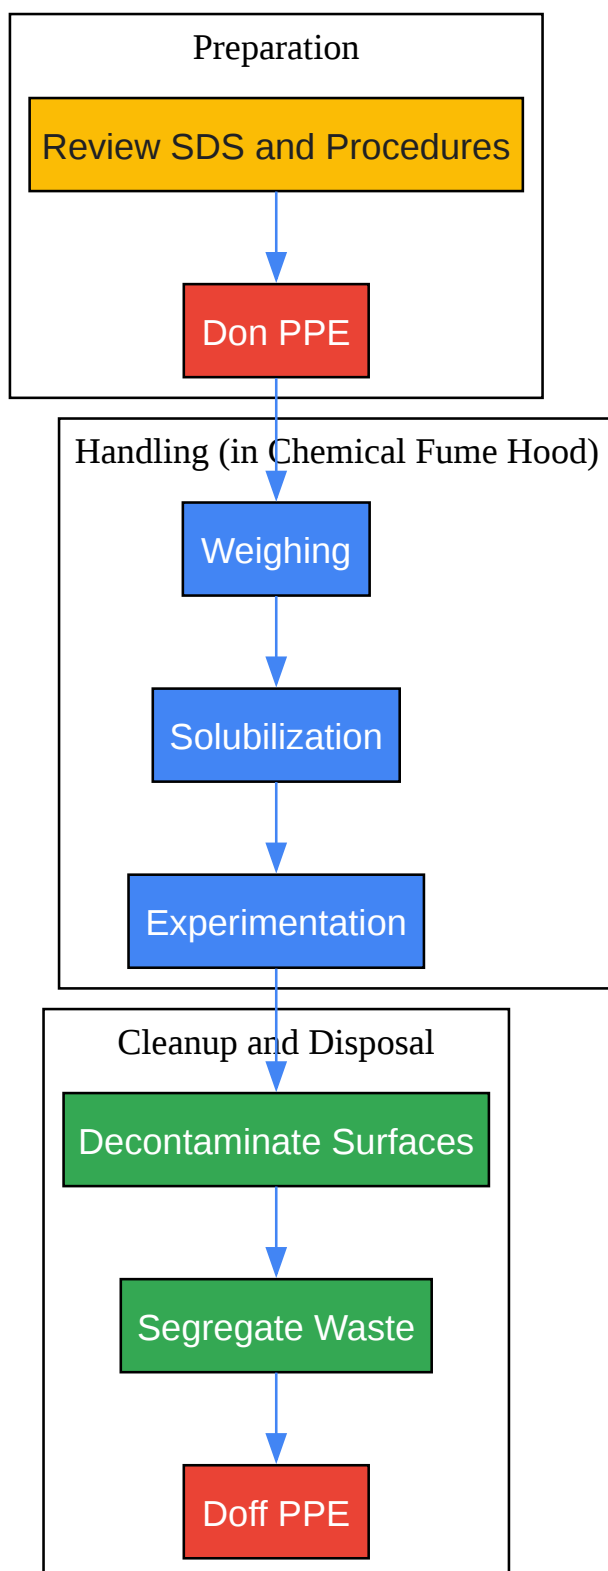 Preparation
Review SDS and Procedures
Don PPE
Handling (in Chemical Fume Hood)
Weighing
Solubilization
Experimentation
Cleanup and Disposal
Decontaminate Surfaces
Segregate Waste
Doff PPE